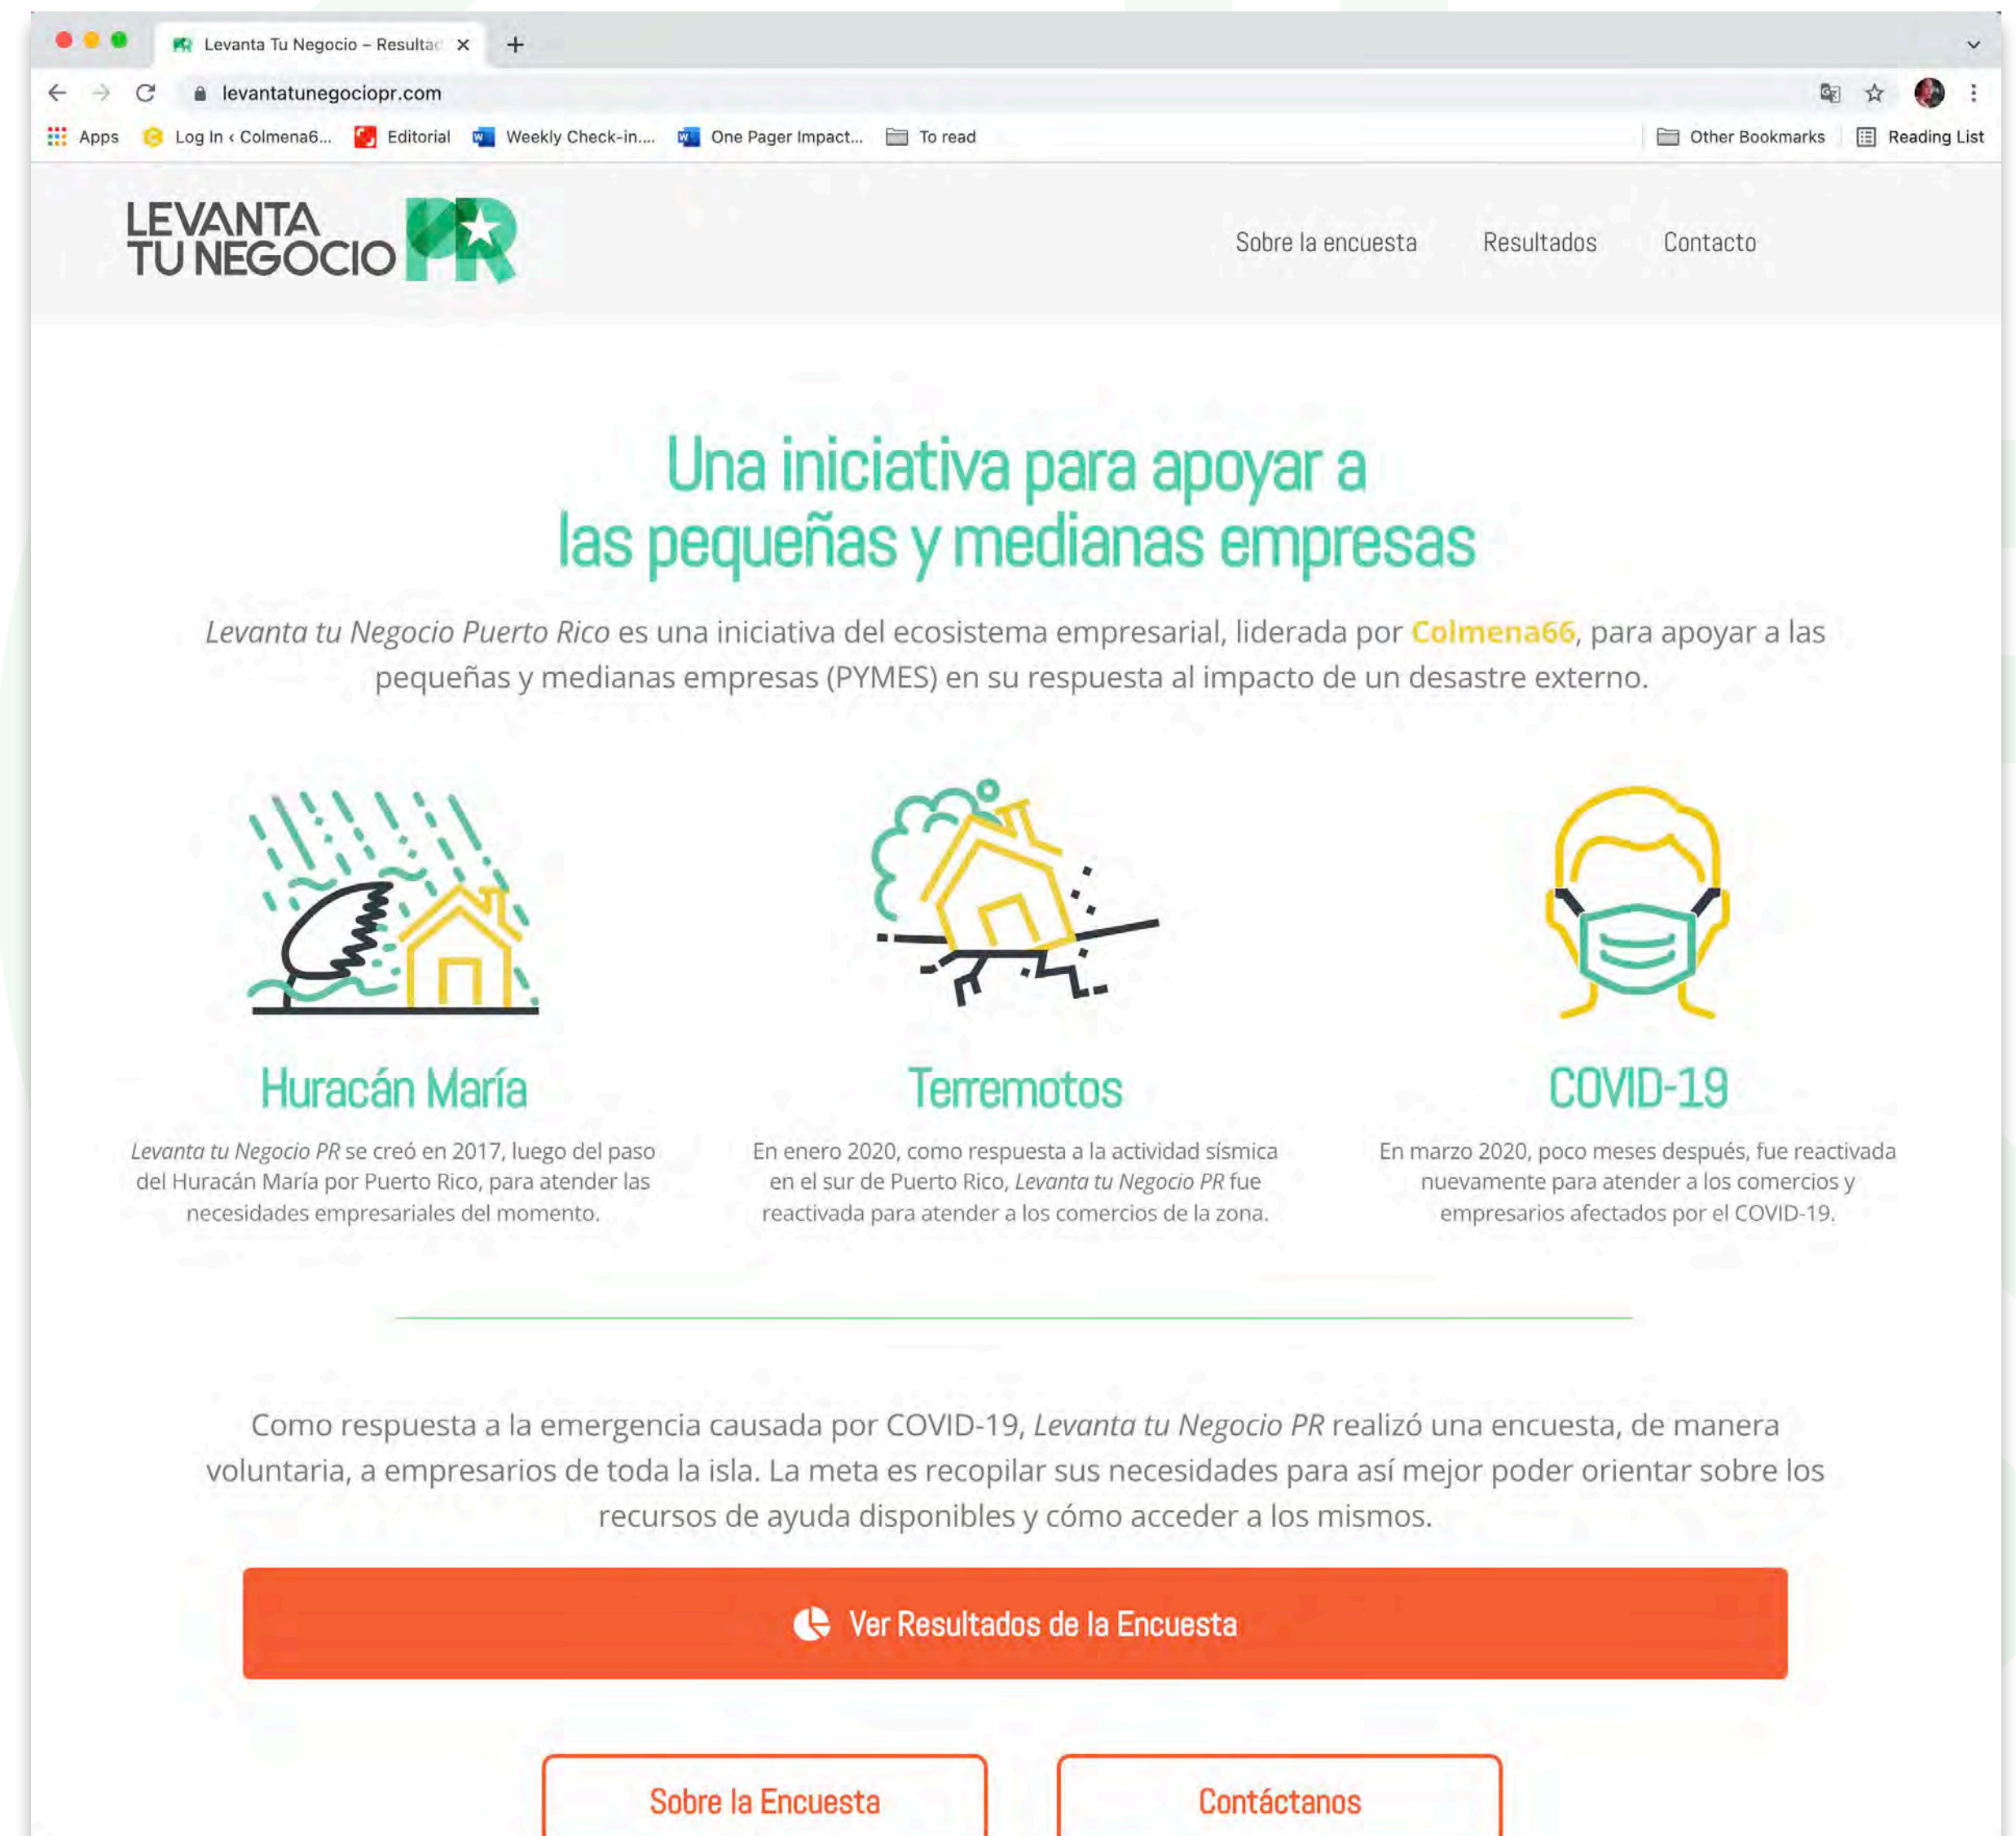 Levanta Tu Negocio – Resultad
levantatunegociopr.com
Apps Log In ‹ Colmena6... Editorial Weekly Check-in.... One Pager Impact... To read Other Bookmarks Reading List
LEVANTA
TU NEGOCIO PR
Sobre la encuesta Resultados Contacto
Una iniciativa para apoyar a
las pequeñas y medianas empresas
Levanta tu Negocio Puerto Rico es una iniciativa del ecosistema empresarial, liderada por Colmena66, para apoyar a las
pequeñas y medianas empresas (PYMES) en su respuesta al impacto de un desastre externo.
Huracán María
Levanta tu Negocio PR se creó en 2017, luego del paso
del Huracán María por Puerto Rico, para atender las
necesidades empresariales del momento.
Terremotos
En enero 2020, como respuesta a la actividad sísmica
en el sur de Puerto Rico, Levanta tu Negocio PR fue
reactivada para atender a los comercios de la zona.
COVID-19
En marzo 2020, poco meses después, fue reactivada
nuevamente para atender a los comercios y
empresarios afectados por el COVID-19.
Como respuesta a la emergencia causada por COVID-19, Levanta tu Negocio PR realizó una encuesta, de manera
voluntaria, a empresarios de toda la isla. La meta es recopilar sus necesidades para así mejor poder orientar sobre los
recursos de ayuda disponibles y cómo acceder a los mismos.
Ver Resultados de la Encuesta
Sobre la Encuesta
Contáctanos